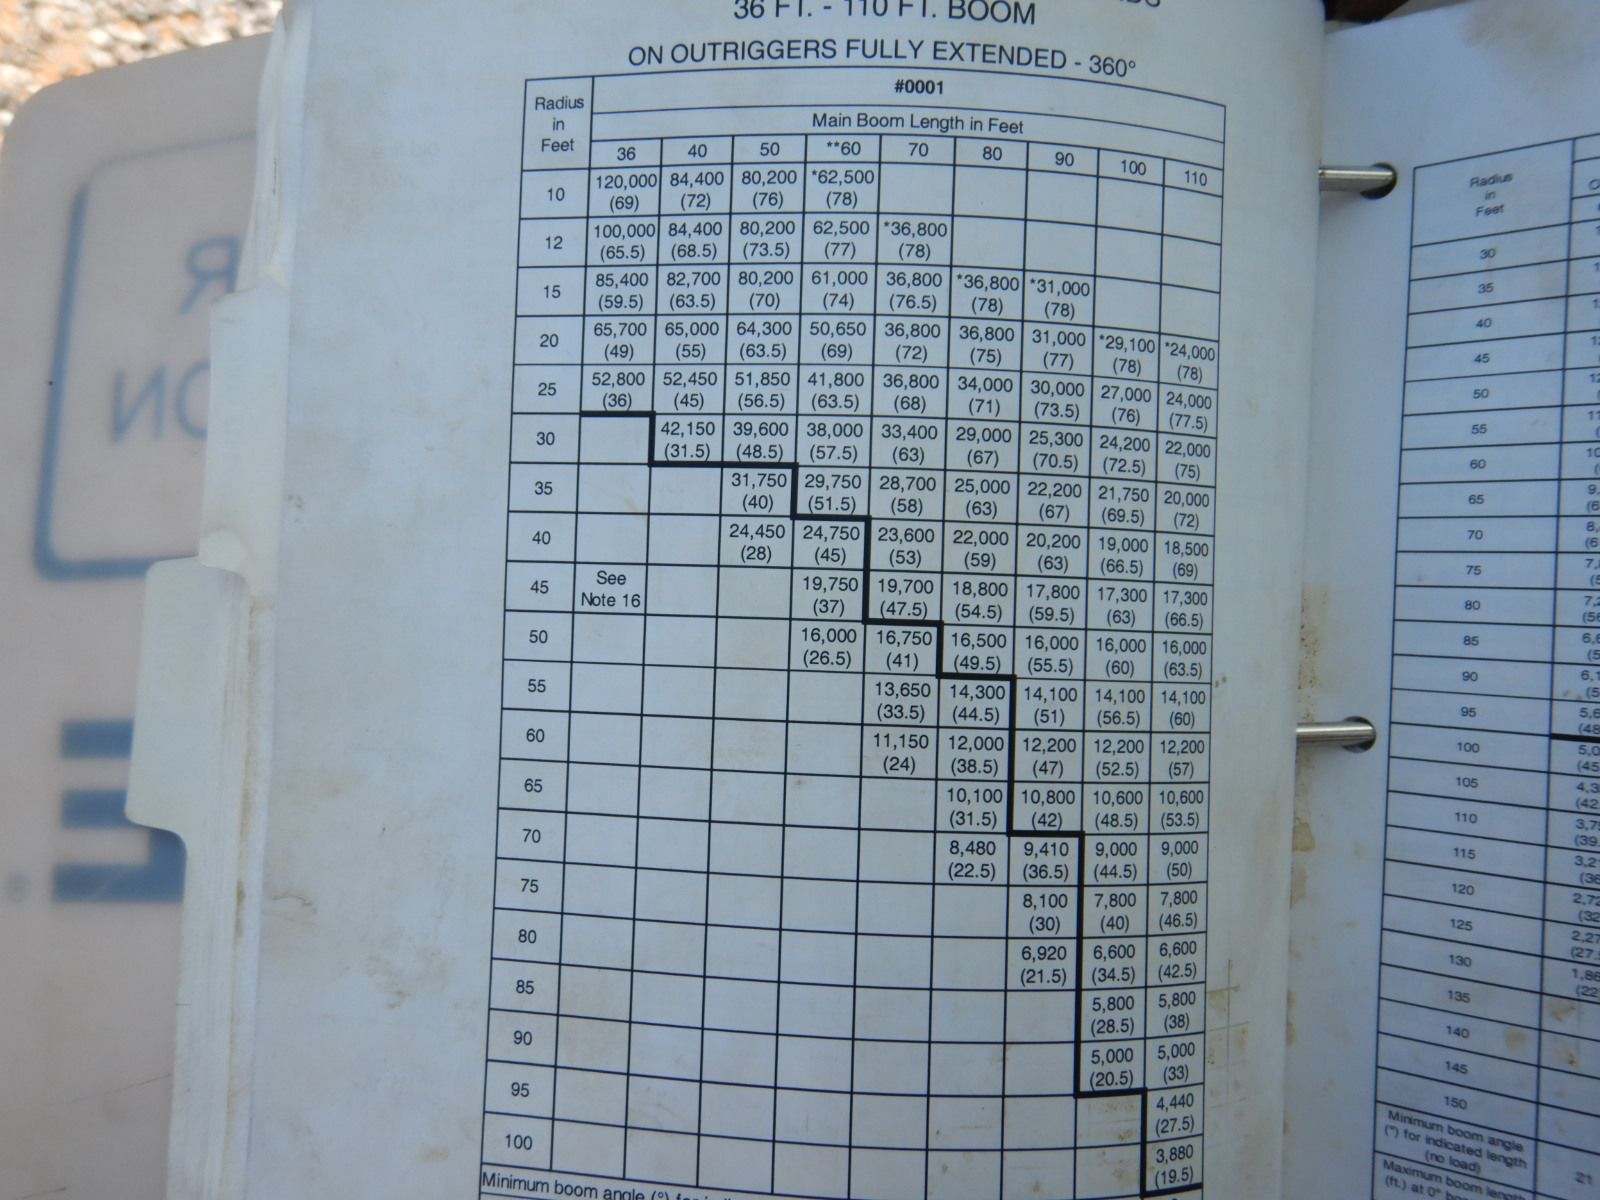 36 FT. - 110 FT. BOOM
ON OUTRIGGERS FULLY EXTENDED - 360°
Radius in Feet
#0001
Main Boom Length in Feet
36 40 50 **60 70 80 90 100 110
10 120,000 84,400 80,200 *62,500
(69) (72) (76) (78)
12 100,000 84,400 80,200 62,500 *36,800
(65.5) (68.5) (73.5) (77) (78)
15 85,400 82,700 80,200 61,000 36,800 *36,800 *31,000
(59.5) (63.5) (70) (74) (76.5) (78) (78)
20 65,700 65,000 64,300 50,650 36,800 36,800 31,000 *29,100 *24,000
(49) (55) (63.5) (69) (72) (75) (77) (78) (78)
25 52,800 52,450 51,850 41,800 36,800 34,000 30,000 27,000 24,000
(36) (45) (56.5) (63.5) (68) (71) (73.5) (76) (77.5)
30 42,150 39,600 38,000 33,400 29,000 25,300 24,200 22,000
(31.5) (48.5) (57.5) (63) (67) (70.5) (72.5) (75)
35 31,750 29,750 28,700 25,000 22,200 21,750 20,000
(40) (51.5) (58) (63) (67) (69.5) (72)
40 24,450 24,750 23,600 22,000 20,200 19,000 18,500
(28) (45) (53) (59) (63) (66.5) (69)
45 See Note 16 19,750 19,700 18,800 17,800 17,300 17,300
(37) (47.5) (54.5) (59.5) (63) (66.5)
50 16,000 16,750 16,500 16,000 16,000 16,000
(26.5) (41) (49.5) (55.5) (60) (63.5)
55 13,650 14,300 14,100 14,100 14,100
(33.5) (44.5) (51) (56.5) (60)
60 11,150 12,000 12,200 12,200 12,200
(24) (38.5) (47) (52.5) (57)
65 10,100 10,800 10,600 10,600
(31.5) (42) (48.5) (53.5)
70 8,480 9,410 9,000 9,000
(22.5) (36.5) (44.5) (50)
75 8,100 7,800 7,800
(30) (40) (46.5)
80 6,920 6,600 6,600
(21.5) (34.5) (42.5)
85 5,800 5,800
(28.5) (38)
90 5,000 5,000
(20.5) (33)
95 4,440
(27.5)
100 3,880
(19.5)
Minimum boom angle (°) for
Radius
in
Feet
30
35
40
45
50
55
60
65
70
75
80
85
90
95
100
105
110
115
120
125
130
135
140
145
150
Minimum boom angle
(°) for indicated length
(no load)
21
Maximum boom
(ft.) at 0°